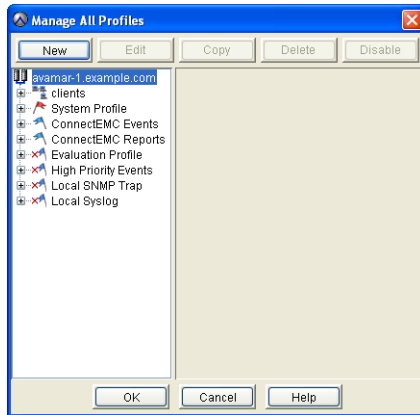 Manage All Profiles
New Edit Copy Delete Disable
avamar-1.example.com
clients
System Profile
ConnectEMC Events
ConnectEMC Reports
Evaluation Profile
High Priority Events
Local SNMP Trap
Local Syslog
OK Cancel Help